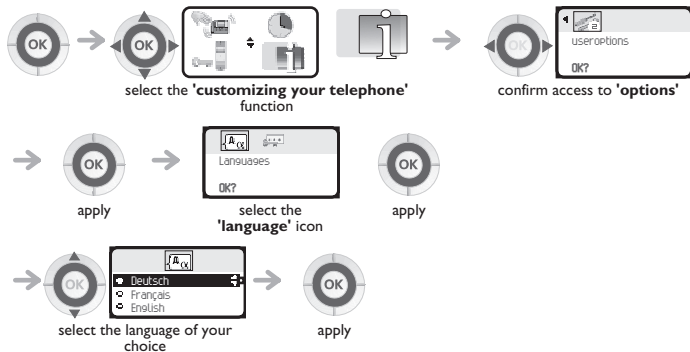 OK
OK
select the 'customizing your telephone'
function
OK
useroptions
OK?
confirm access to 'options'
OK
apply
Languages
OK?
select the
'language' icon
OK
apply
OK
Deutsch
Français
English
select the language of your
choice
OK
apply